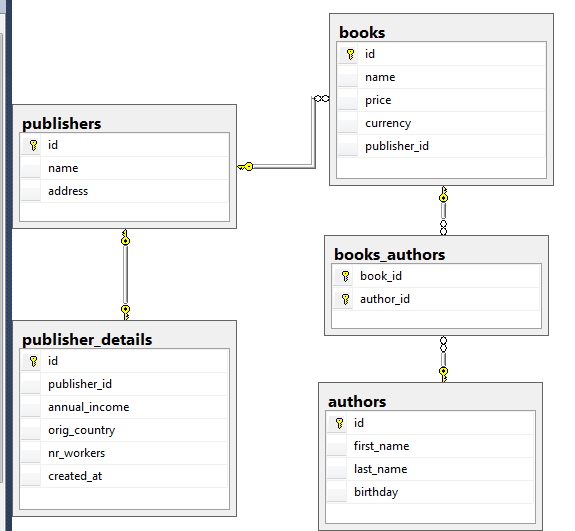 books
id
name
price
currency
publisher_id
publishers
id
name
address
books_authors
book_id
author_id
publisher_details
id
publisher_id
annual_income
orig_country
nr_workers
created_at
authors
id
first_name
last_name
birthday